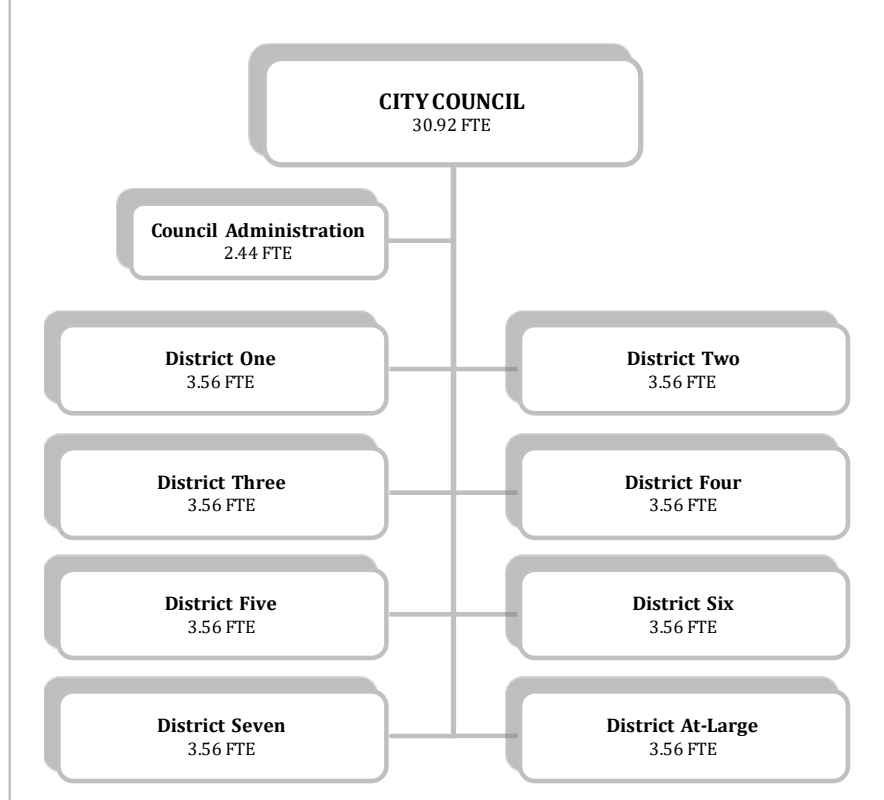 CITY COUNCIL
30.92 FTE
Council Administration
2.44 FTE
District One
3.56 FTE
District Two
3.56 FTE
District Three
3.56 FTE
District Four
3.56 FTE
District Five
3.56 FTE
District Six
3.56 FTE
District Seven
3.56 FTE
District At-Large
3.56 FTE